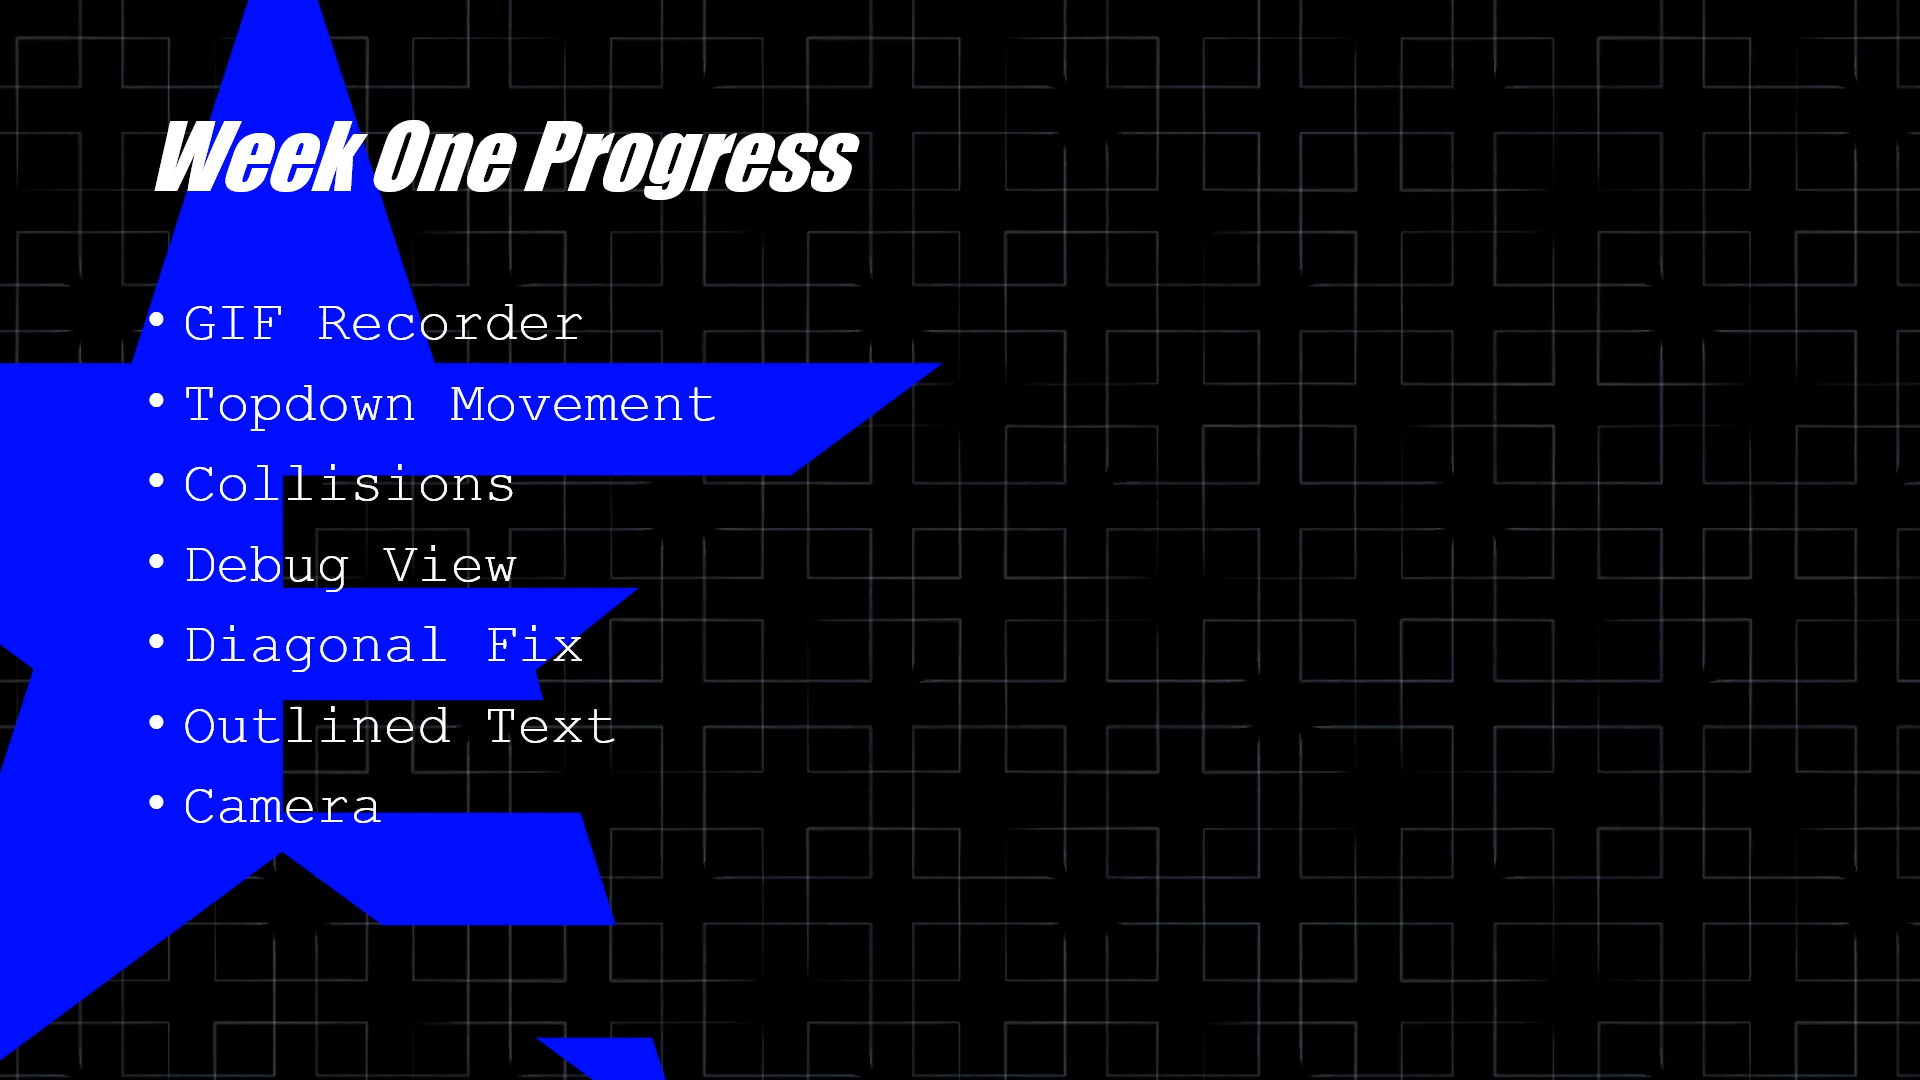 Week One Progress
• GIF Recorder
• Topdown Movement
• Collisions
• Debug View
• Diagonal Fix
• Outlined Text
• Camera